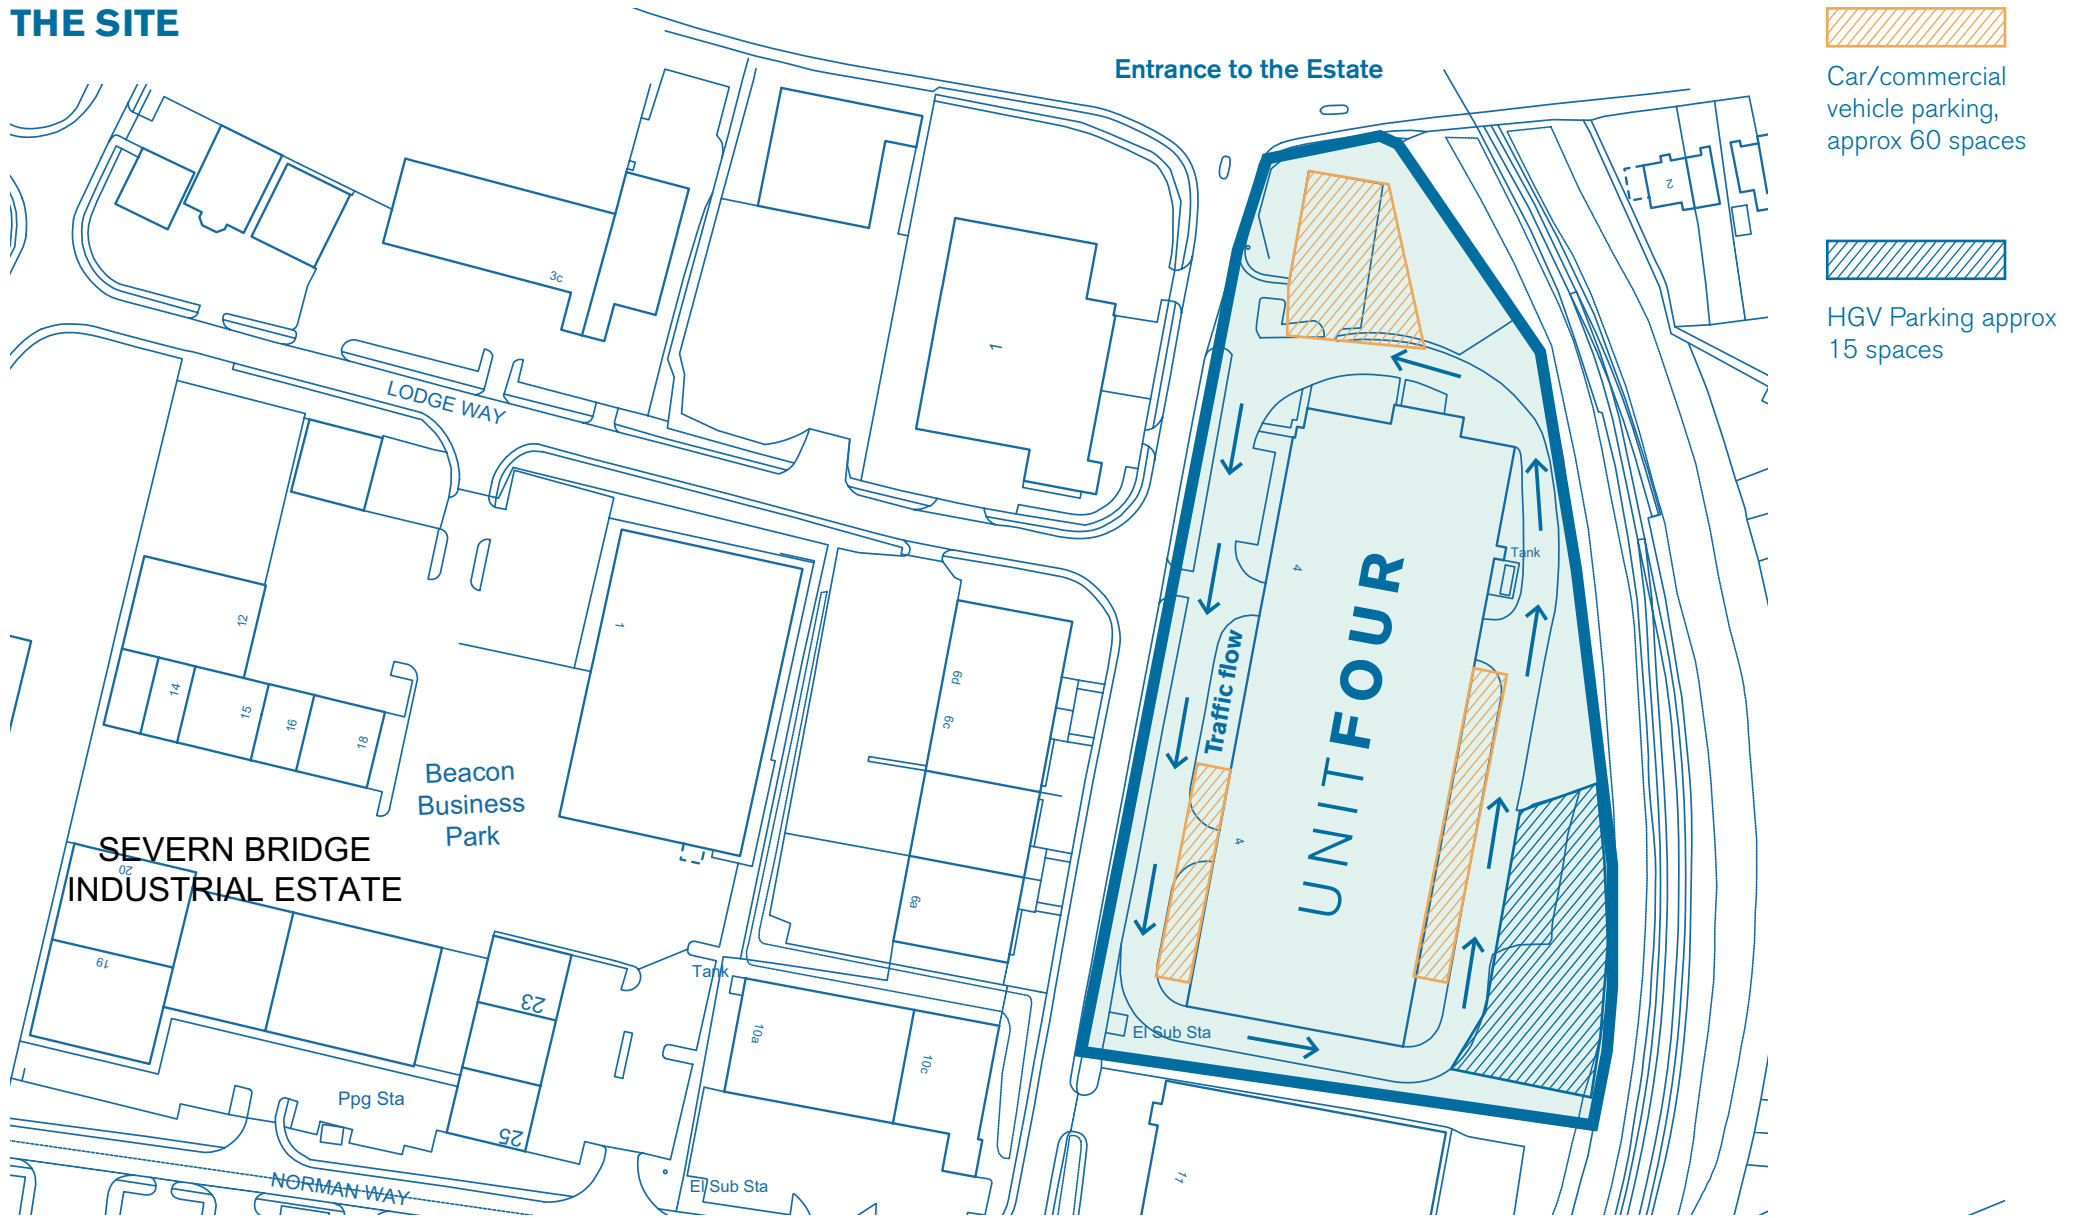 THE SITE
Entrance to the Estate
Car/commercial
vehicle parking,
approx 60 spaces
HGV Parking approx
15 spaces
2
3c
1
LODGE WAY
Tank
4
12
1
UNITFOUR
Traffic flow
6d
6c
14
15
16
18
Beacon
Business
Park
4
SEVERN BRIDGE
INDUSTRIAL ESTATE
20
6a
19
Tank
23
10a
10c
El Sub Sta
Ppg Sta
25
11
NORMAN WAY
El Sub Sta